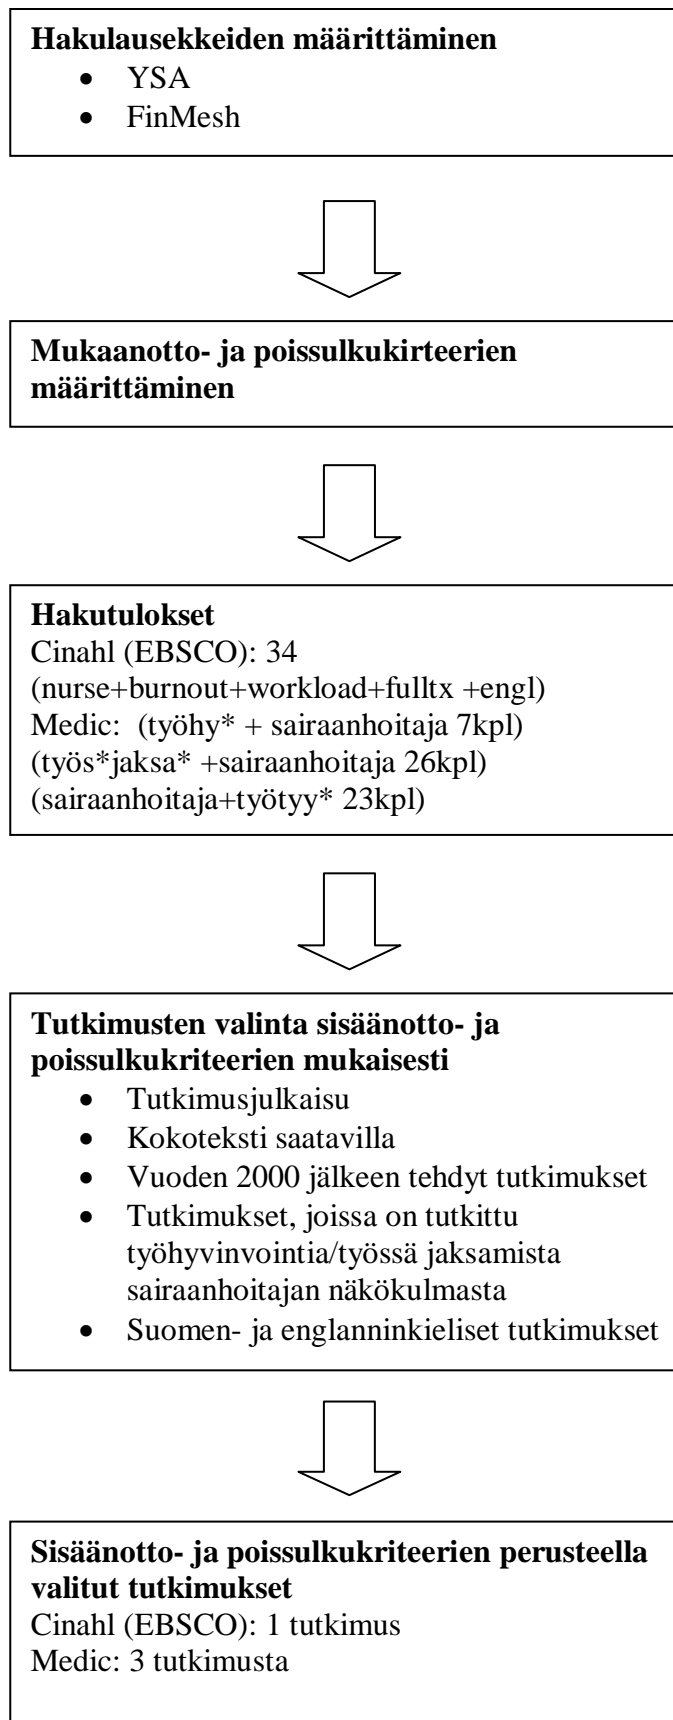 Hakulausekkeiden määrittäminen
• YSA
• FinMesh
Mukaanotto- ja poissulkukirteerien
määrittäminen
Hakutulokset
Cinahl (EBSCO): 34
(nurse+burnout+workload+fulltx +engl)
Medic: (työhy* + sairaanhoitaja 7kpl)
(työs*jaksa* +sairaanhoitaja 26kpl)
(sairaanhoitaja+työtyy* 23kpl)
Tutkimusten valinta sisäänotto- ja
poissulkukriteerien mukaisesti
• Tutkimusjulkaisu
• Kokoteksti saatavilla
• Vuoden 2000 jälkeen tehdyt tutkimukset
• Tutkimukset, joissa on tutkittu
työhyvinvointia/työssä jaksamista
sairaanhoitajan näkökulmasta
• Suomen- ja englanninkieliset tutkimukset
Sisäänotto- ja poissulkukriteerien perusteella
valitut tutkimukset
Cinahl (EBSCO): 1 tutkimus
Medic: 3 tutkimusta